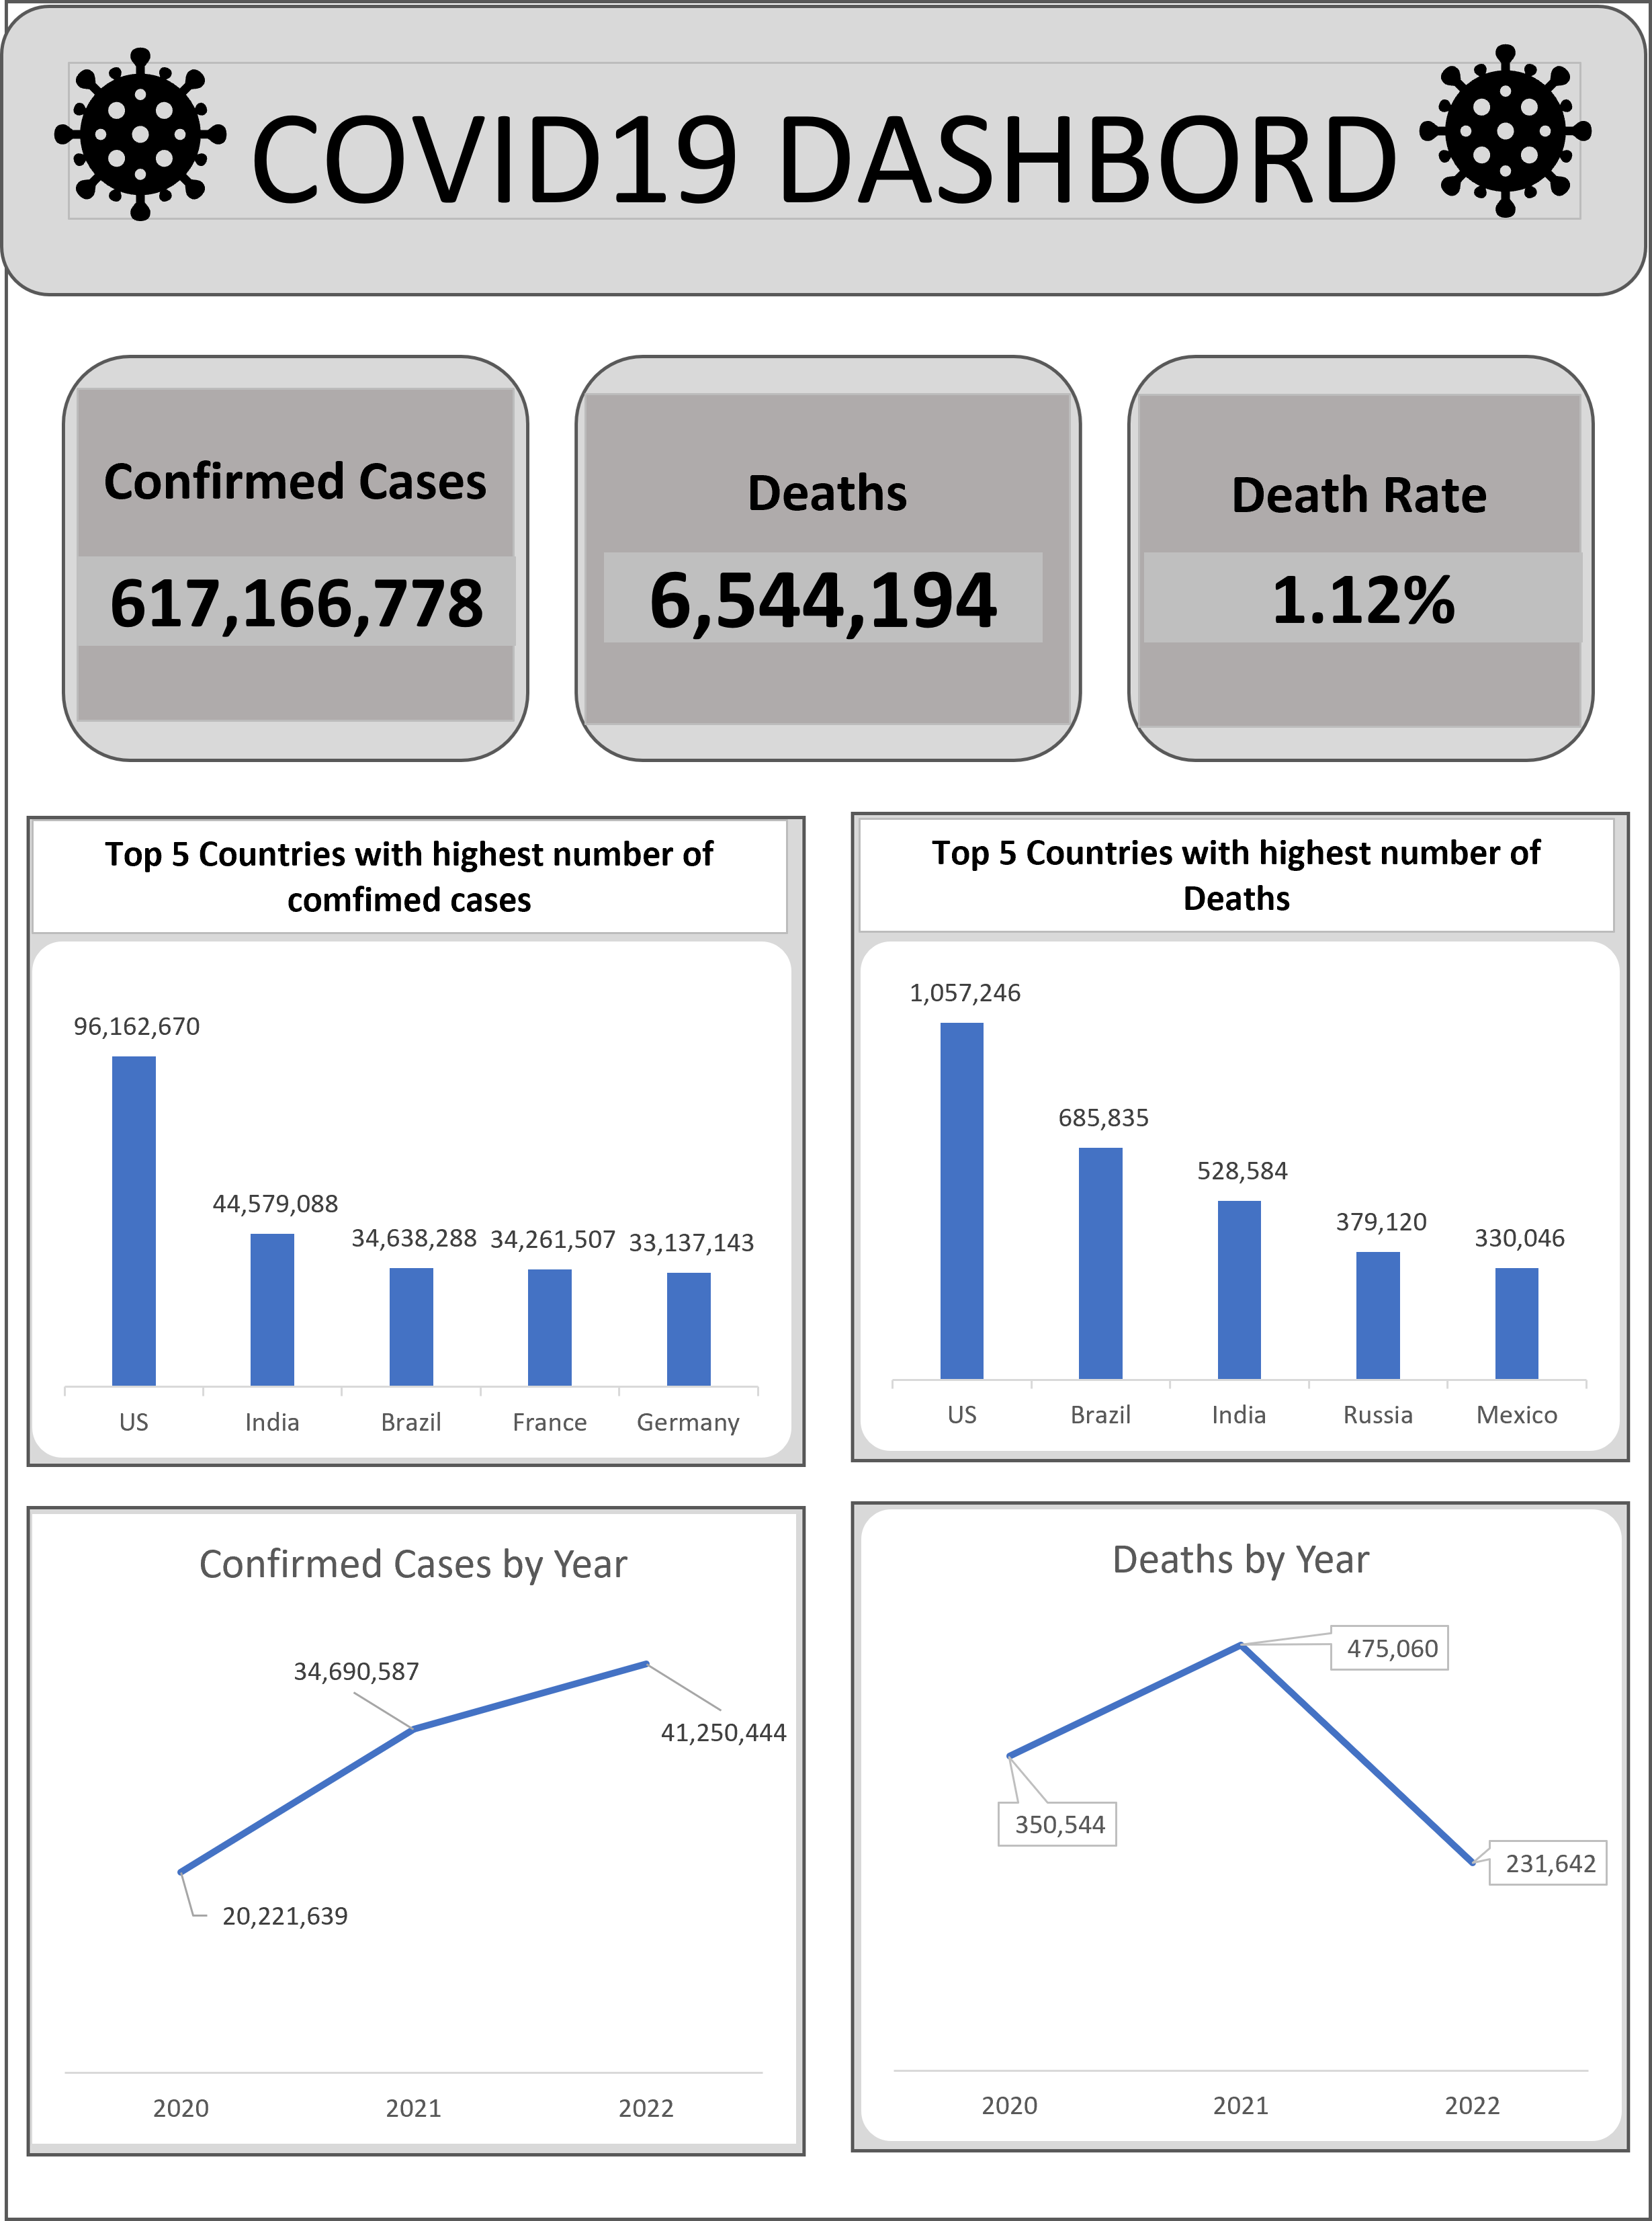 COVID19 DASHBORD
Confirmed Cases
617,166,778
Deaths
6,544,194
Death Rate
1.12%
Top 5 Countries with highest number of
comfimed cases
96,162,670
44,579,088
34,638,288
34,261,507
33,137,143
US
India
Brazil
France
Germany
Top 5 Countries with highest number of
Deaths
1,057,246
685,835
528,584
379,120
330,046
US
Brazil
India
Russia
Mexico
Confirmed Cases by Year
34,690,587
41,250,444
20,221,639
2020
2021
2022
Deaths by Year
475,060
350,544
231,642
2020
2021
2022